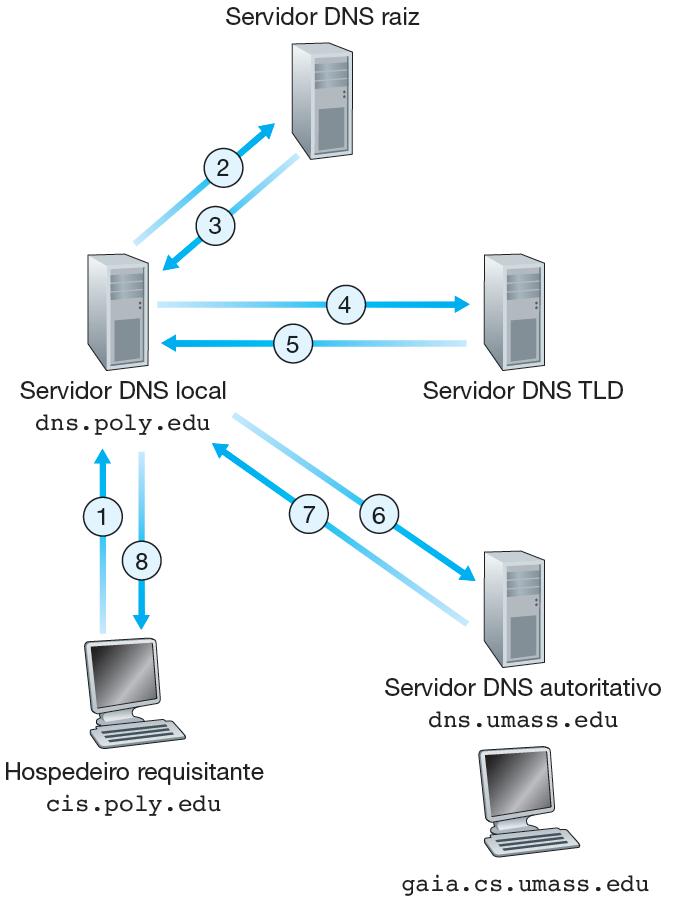 Servidor DNS raiz
2
3
4
5
Servidor DNS local
dns.poly.edu
Servidor DNS TLD
1
8
7
6
Servidor DNS autoritativo
dns.umass.edu
Hospedeiro requisitante
cis.poly.edu
gaia.cs.umass.edu